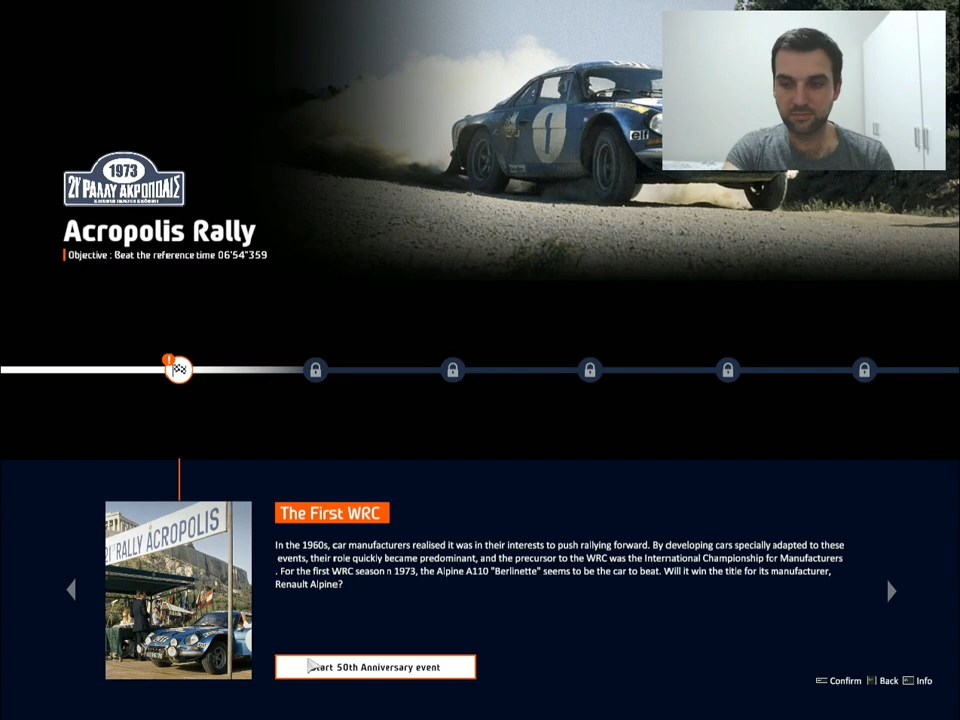 elf
1
1973
21' ΡΑΛΛΥ ΑΚΡΟΠΟΛΙΣ
Acropolis Rally
Objective : Beat the reference time 06'54"359
!
RALLY ACROPOLIS
The First WRC
In the 1960s, car manufacturers realised it was in their interests to push rallying forward. By developing cars specially adapted to these
events, their role quickly became predominant, and the precursor to the WRC was the International Championship for Manufacturers
. For the first WRC season n 1973, the Alpine A110 "Berlinette" seems to be the car to beat. Will it win the title for its manufacturer,
Renault Alpine?
Start 50th Anniversary event
Confirm Back Info